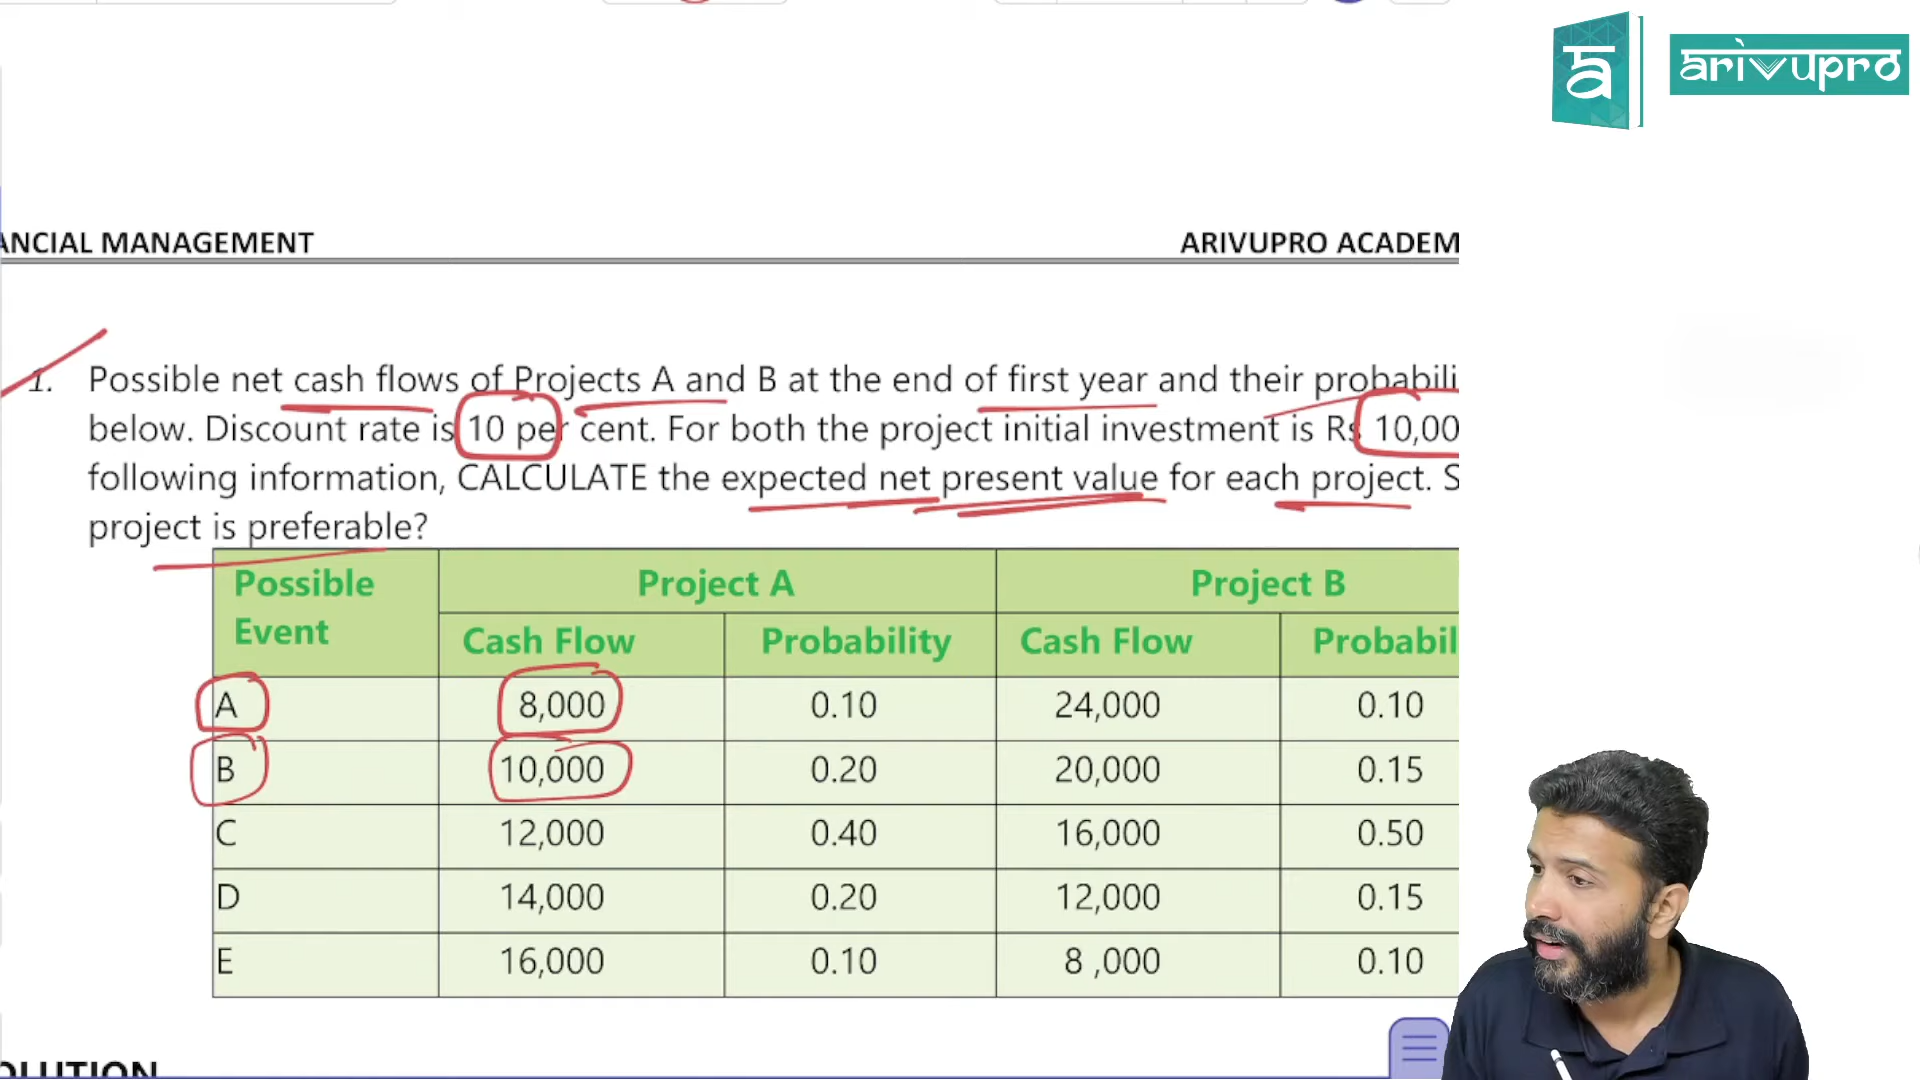 ā arivupro
ANCIAL MANAGEMENT ARIVUPRO ACADEM
1. Possible net cash flows of Projects A and B at the end of first year and their probabili
below. Discount rate is 10 per cent. For both the project initial investment is Rs 10,00
following information, CALCULATE the expected net present value for each project. S
project is preferable?
Possible Event Project A Project B
Cash Flow Probability Cash Flow Probabil
A 8,000 0.10 24,000 0.10
B 10,000 0.20 20,000 0.15
C 12,000 0.40 16,000 0.50
D 14,000 0.20 12,000 0.15
E 16,000 0.10 8 ,000 0.10
OLUTION